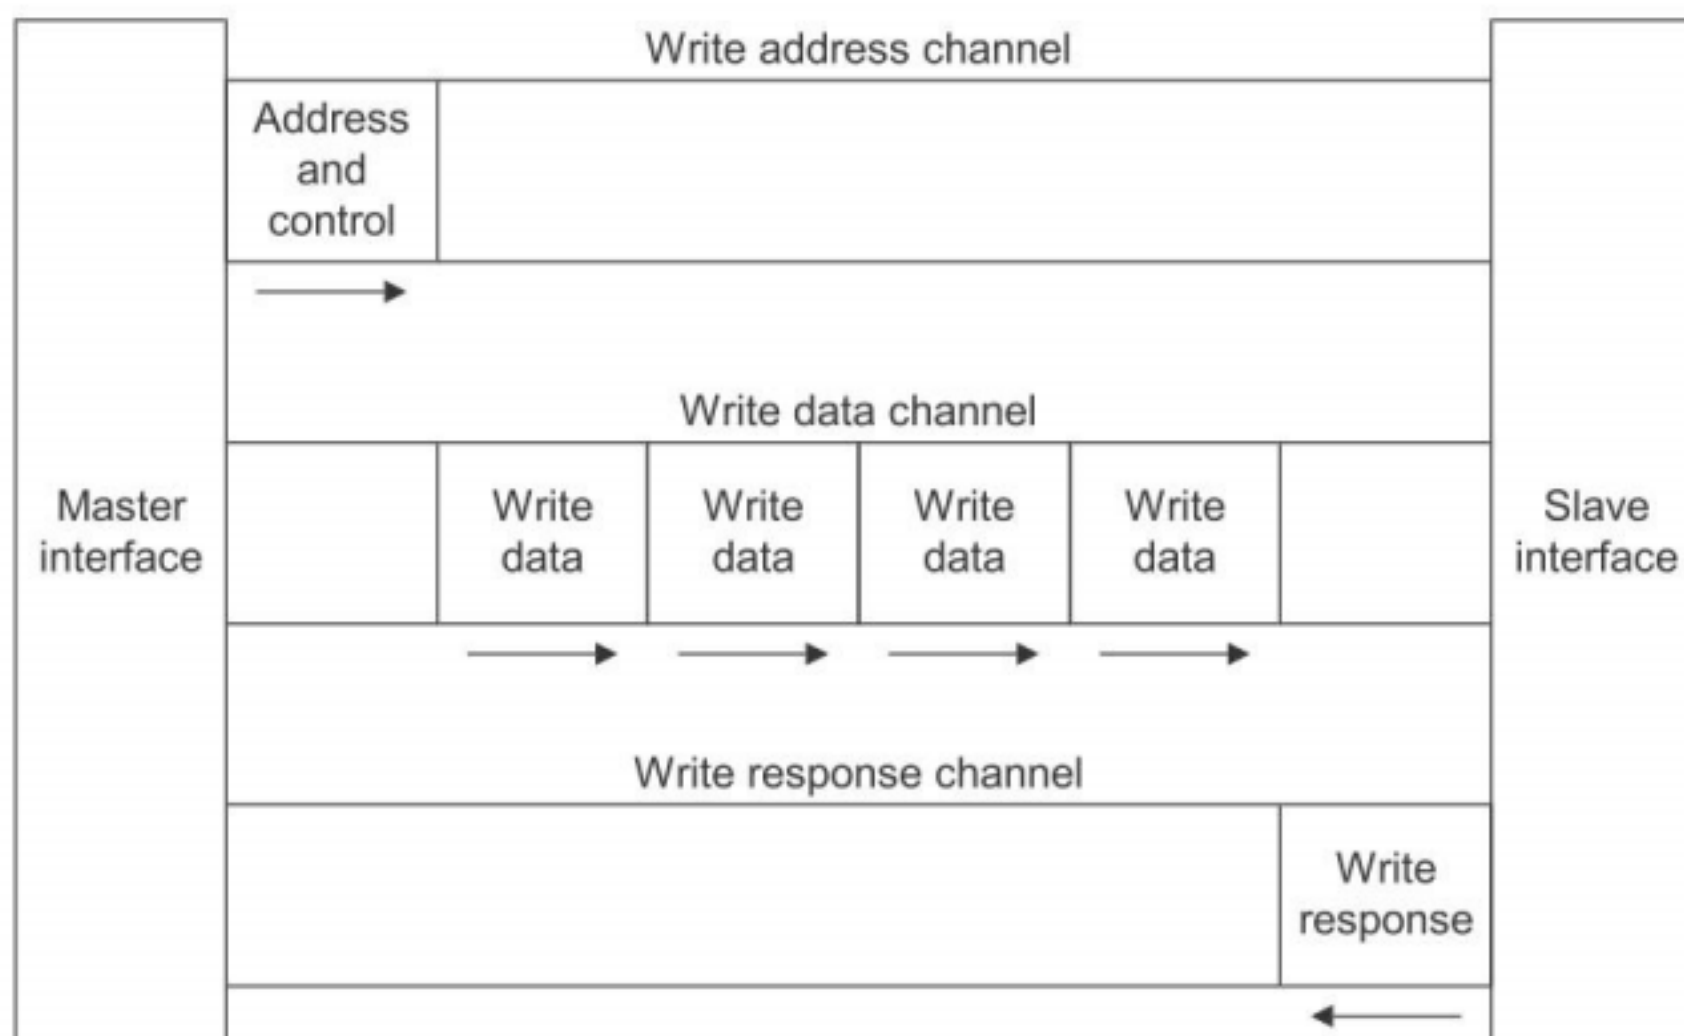 Write address channel
Address
and
control
Write data channel
Master
interface
Write
data
Write
data
Write
data
Write
data
Slave
interface
Write response channel
Write
response